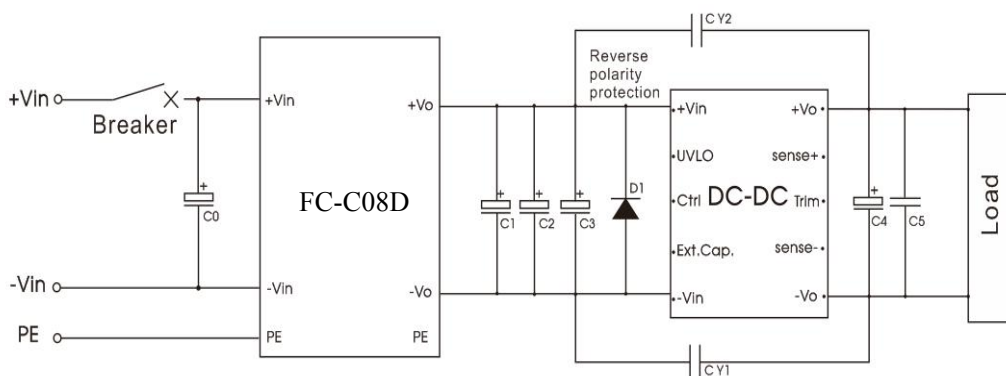 CY2
Reverse
polarity
protection
+Vin
Breaker
+
C0
-Vin
PE
+Vin
FC-C08D
-Vin
PE
+Vo
-Vo
+
C1
+
C2
+
C3
D1
+Vin
UVLO
Ctrl
Ext.Cap.
-Vin
DC-DC
+Vo
sense+
Trim
sense-
-Vo
+
C4
C5
Load
CY1